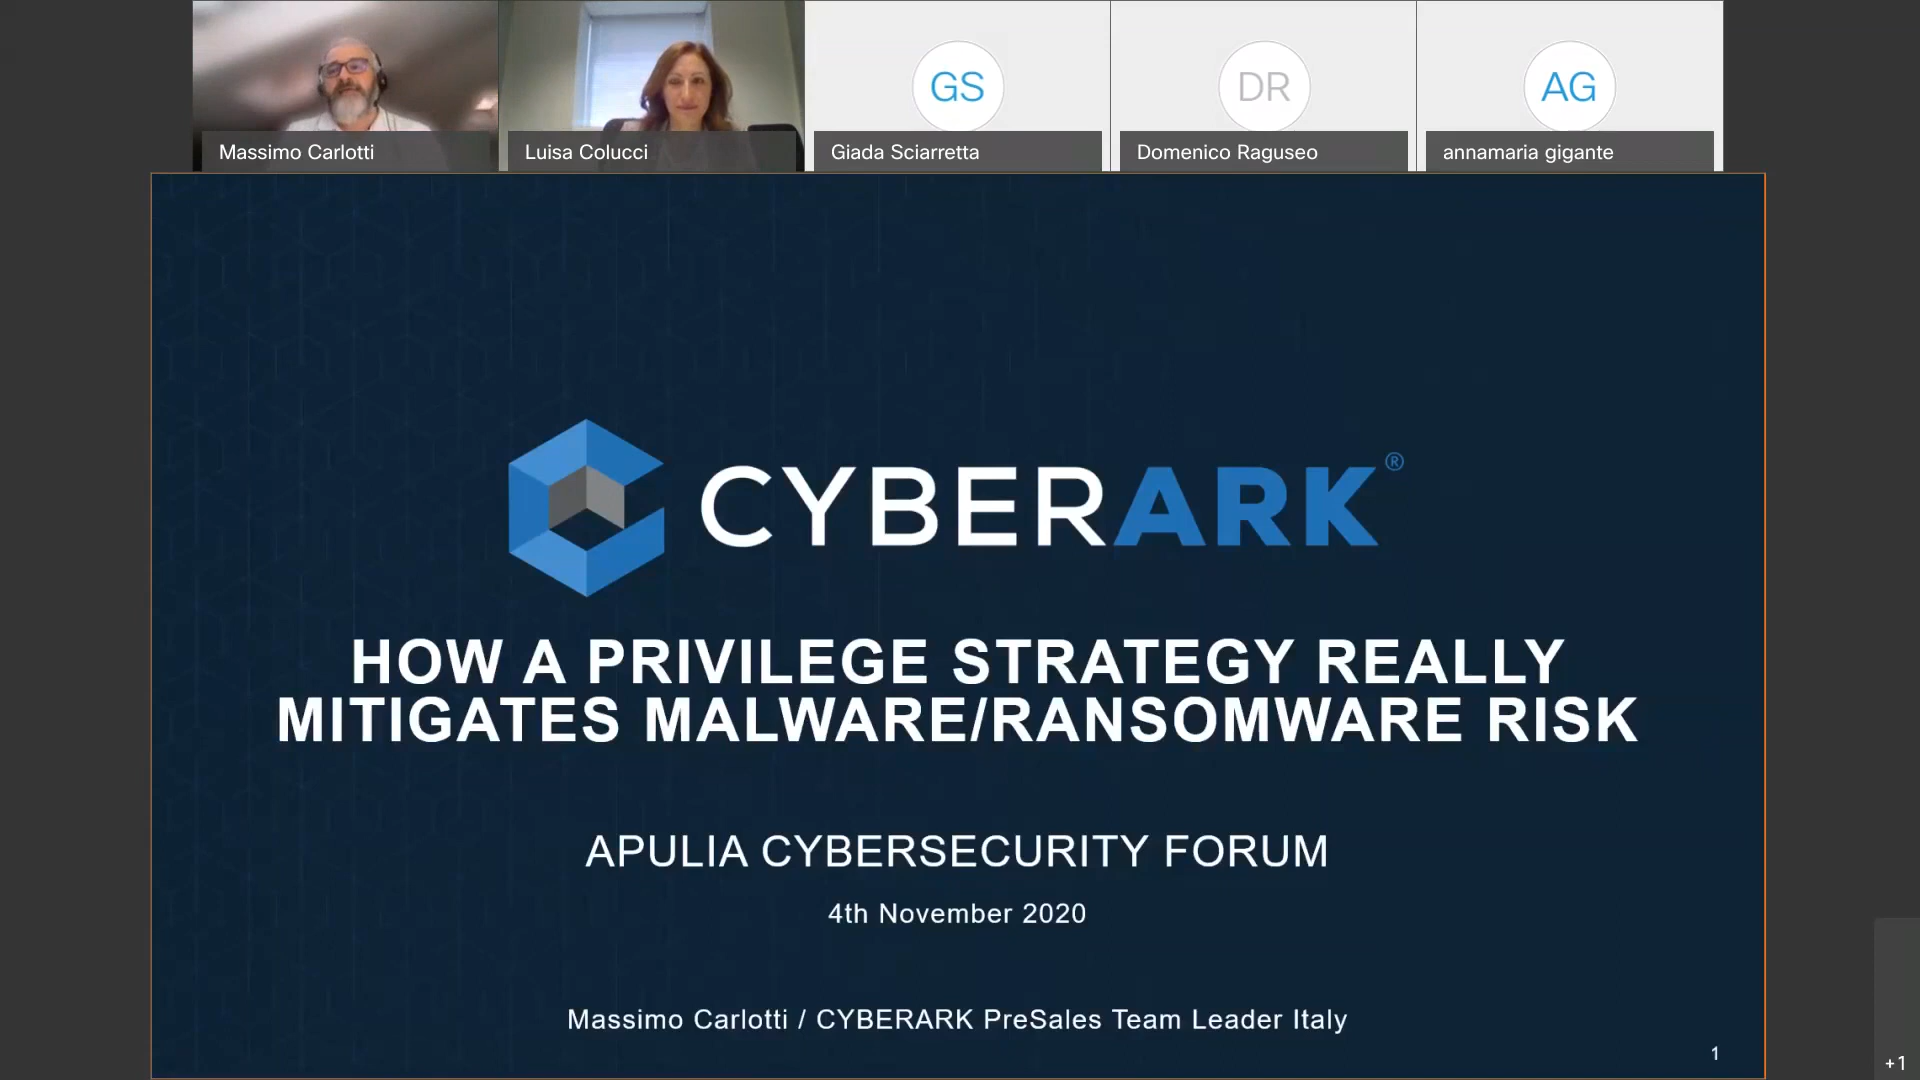 Massimo Carlotti
Luisa Colucci
GS
Giada Sciarretta
DR
Domenico Raguseo
AG
annamaria gigante
CYBERARK®
HOW A PRIVILEGE STRATEGY REALLY
MITIGATES MALWARE/RANSOMWARE RISK
APULIA CYBERSECURITY FORUM
4th November 2020
Massimo Carlotti / CYBERARK PreSales Team Leader Italy
1
+1